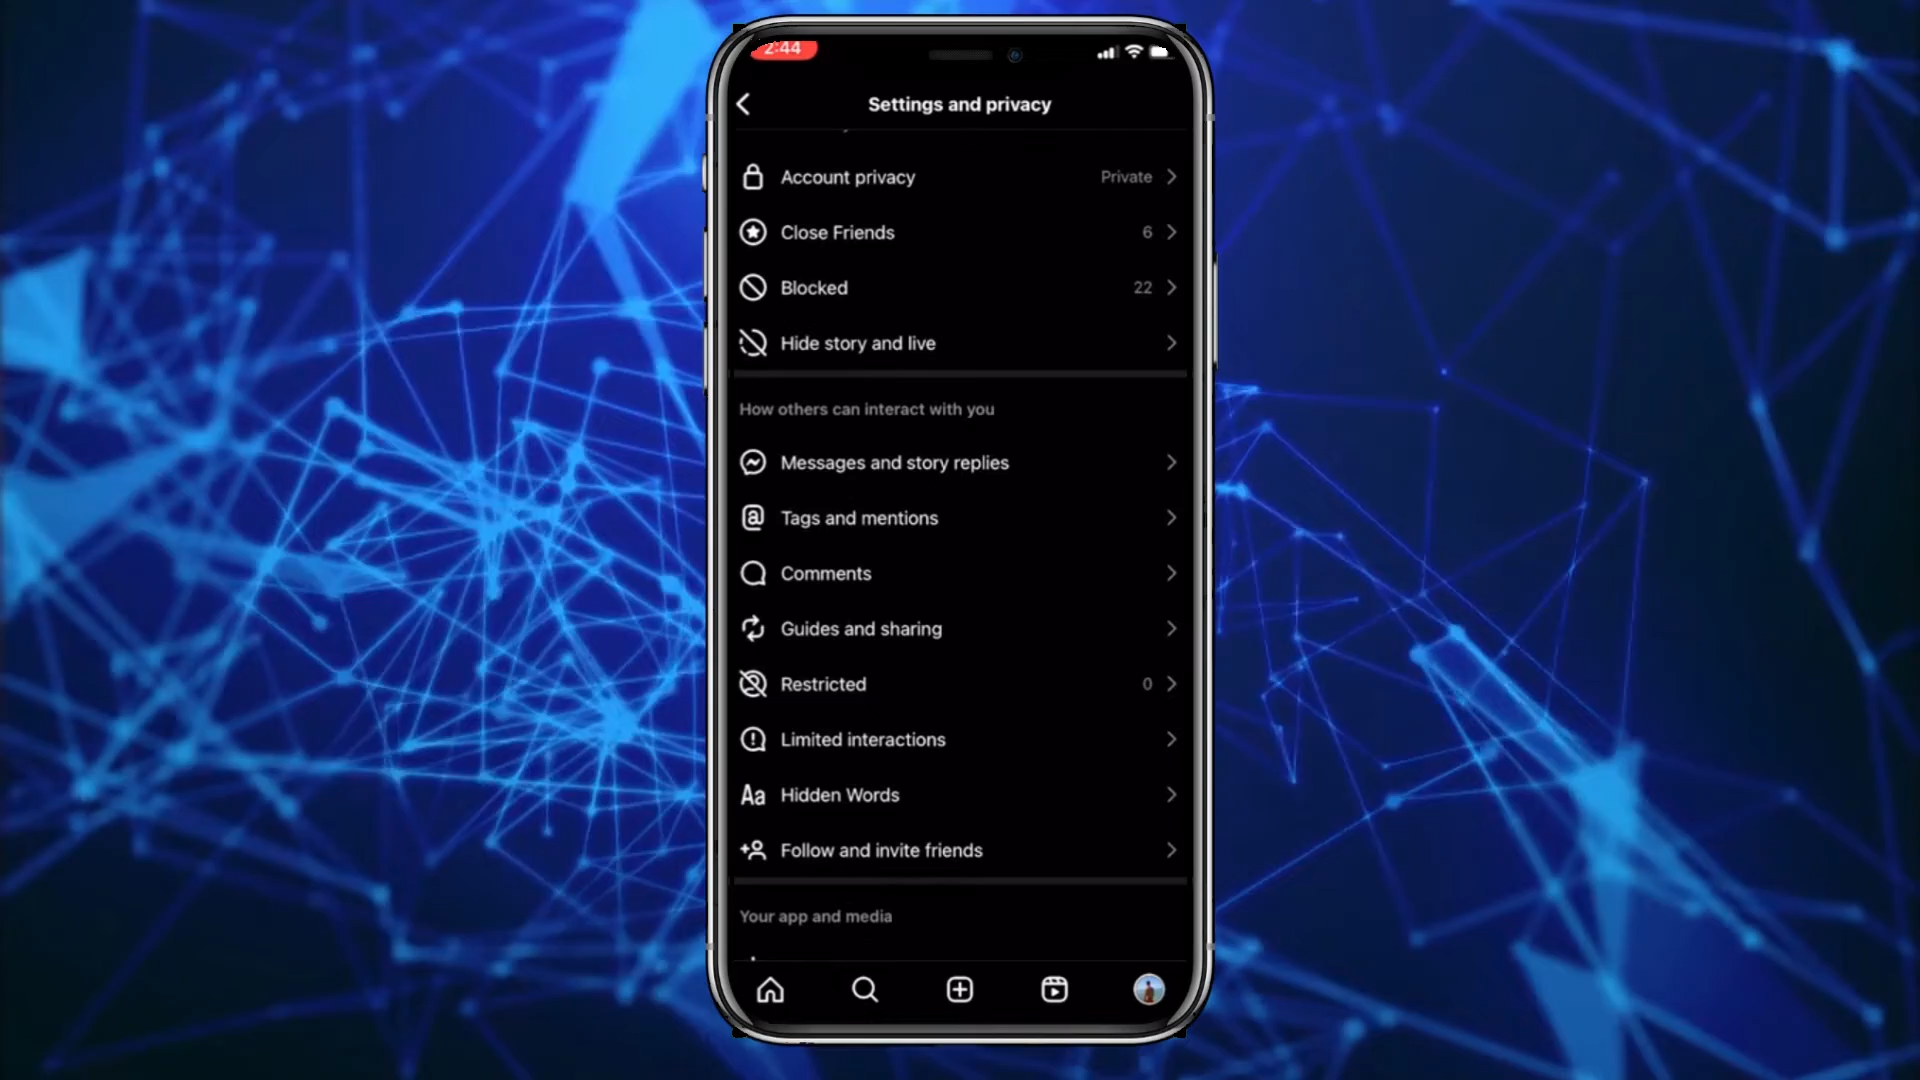 2:44
Settings and privacy
Account privacy Private
Close Friends 6
Blocked 22
Hide story and live
How others can interact with you
Messages and story replies
Tags and mentions
Comments
Guides and sharing
Restricted 0
Limited interactions
Aa Hidden Words
Follow and invite friends
Your app and media